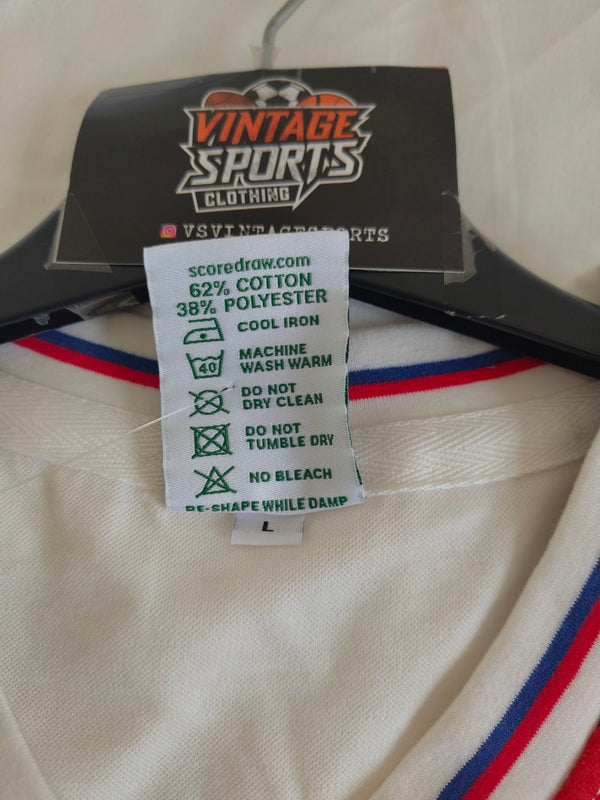 VINTAGE
SPORTS
CLOTHING
VSVINTAGESPORTS
scoredraw.com
62% COTTON
38% POLYESTER
COOL IRON
40
MACHINE
WASH WARM
DO NOT
DRY CLEAN
DO NOT
TUMBLE DRY
NO BLEACH
RE-SHAPE WHILE DAMP
L